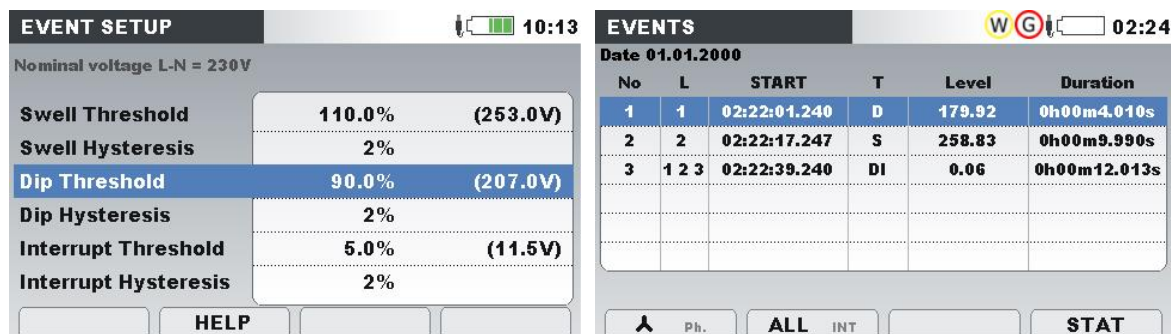 EVENT SETUP 10:13
Nominal voltage L-N = 230V
Swell Threshold 110.0% (253.0V)
Swell Hysteresis 2%
Dip Threshold 90.0% (207.0V)
Dip Hysteresis 2%
Interrupt Threshold 5.0% (11.5V)
Interrupt Hysteresis 2%
HELP
EVENTS W G 02:24
Date 01.01.2000
No L START T Level Duration
1 1 02:22:01.240 D 179.92 0h00m4.010s
2 2 02:22:17.247 S 258.83 0h00m9.990s
3 1 2 3 02:22:39.240 DI 0.06 0h00m12.013s
Ph. ALL INT STAT